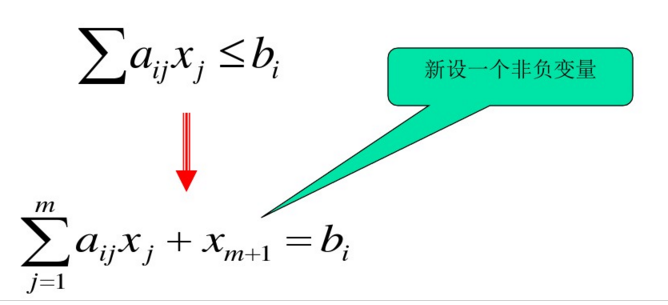 ∑ a_{ij} x_j ≤ b_i
新设一个非负变量
∑_{j=1}^{m} a_{ij} x_j + x_{m+1} = b_i